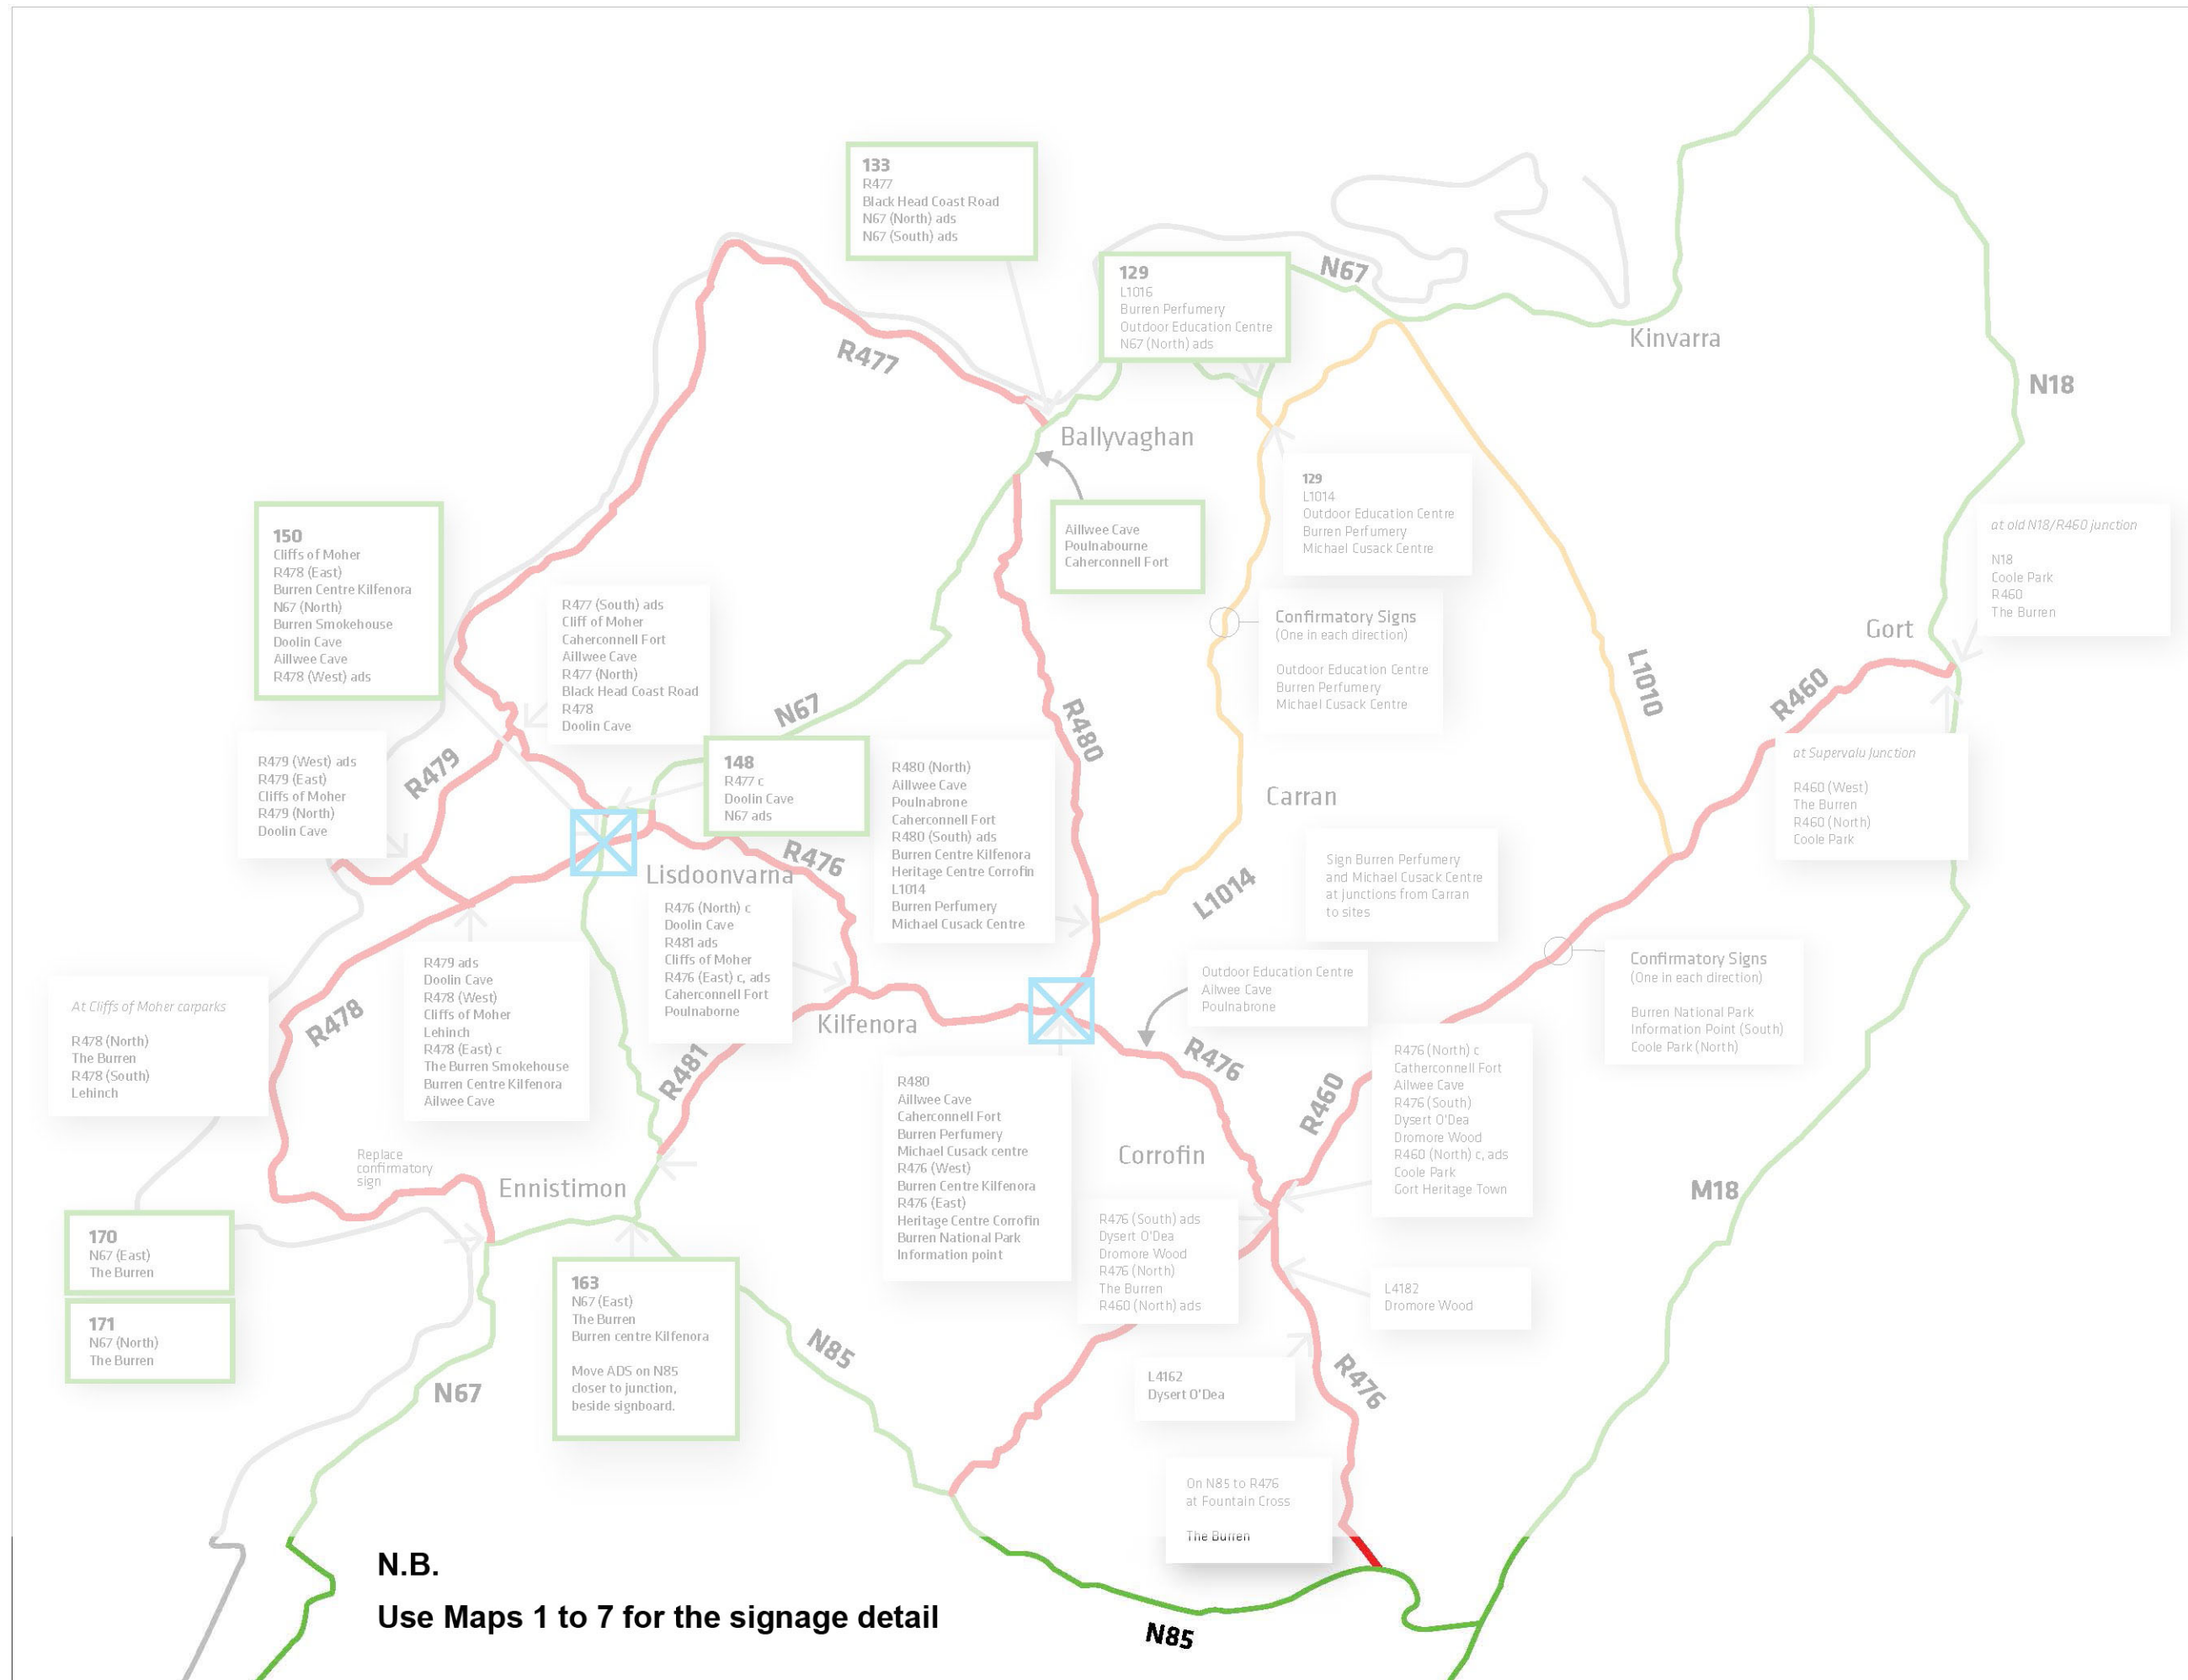 133
R477
Black Head Coast Road
N67 (North) ads
N67 (South) ads
129
L1016
Burren Perfumery
Outdoor Education Centre
N67 (North) ads
N67
Kinvarra
R477
N18
Ballyvaghan
129
L1014
Outdoor Education Centre
Burren Perfumery
Michael Cusack Centre
Aillwee Cave
Poulnabourne
Caherconnell Fort
at old N18/R460 junction
N18
Coole Park
R460
The Burren
150
Cliffs of Moher
R478 (East)
Burren Centre Kilfenora
N67 (North)
Burren Smokehouse
Doolin Cave
Aillwee Cave
R478 (West) ads
R477 (South) ads
Cliff of Moher
Caherconnell Fort
Aillwee Cave
R477 (North)
Black Head Coast Road
R478
Doolin Cave
Confirmatory Signs
(One in each direction)
Outdoor Education Centre
Burren Perfumery
Michael Cusack Centre
Gort
L1010
R460
N67
R480
R479 (West) ads
R479 (East)
Cliffs of Moher
R479 (North)
Doolin Cave
R479
148
R477 c
Doolin Cave
N67 ads
R480 (North)
Aillwee Cave
Poulnabrone
Caherconnell Fort
R480 (South) ads
Burren Centre Kilfenora
Heritage Centre Corrofin
L1014
Burren Perfumery
Michael Cusack Centre
Carran
at Supervalu Junction
R460 (West)
The Burren
R460 (North)
Coole Park
R476
Lisdoonvarna
L1014
Sign Burren Perfumery
and Michael Cusack Centre
at junctions from Carran
to sites
R476 (North) c
Doolin Cave
R481 ads
Cliffs of Moher
R476 (East) c, ads
Caherconnell Fort
Poulnaborne
R479 ads
Doolin Cave
R478 (West)
Cliffs of Moher
Lehinch
R478 (East) c
The Burren Smokehouse
Burren Centre Kilfenora
Ailwee Cave
At Cliffs of Moher carparks
R478 (North)
The Burren
R478 (South)
Lehinch
R478
Kilfenora
Outdoor Education Centre
Ailwee Cave
Poulnabrone
Confirmatory Signs
(One in each direction)
Burren National Park
Information Point (South)
Coole Park (North)
R481
R476
R460
R480
Aillwee Cave
Caherconnell Fort
Burren Perfumery
Michael Cusack centre
R476 (West)
Burren Centre Kilfenora
R476 (East)
Heritage Centre Corrofin
Burren National Park
Information point
R476 (North) c
Catherconnell Fort
Ailwee Cave
R476 (South)
Dysert O'Dea
Dromore Wood
R460 (North) c, ads
Coole Park
Gort Heritage Town
Corrofin
Replace
confirmatory
sign
Ennistimon
M18
R476 (South) ads
Dysert O'Dea
Dromore Wood
R476 (North)
The Burren
R460 (North) ads
170
N67 (East)
The Burren
171
N67 (North)
The Burren
163
N67 (East)
The Burren
Burren centre Kilfenora
Move ADS on N85
closer to junction,
beside signboard.
L4182
Dromore Wood
N85
N67
L4162
Dysert O'Dea
R476
On N85 to R476
at Fountain Cross
The Burren
N.B.
Use Maps 1 to 7 for the signage detail
N85